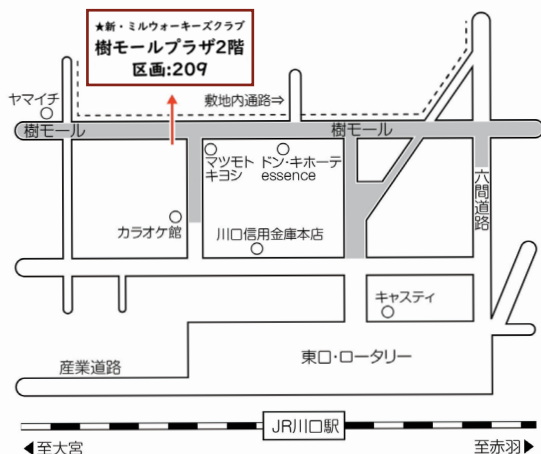 ★新・ミルウォーキーズクラブ
樹モールプラザ2階
区画:209
ヤマイチ
敷地内通路⇒
樹モール
樹モール
マツモト
キヨシ
ドン・キホーテ
essence
六間道路
カラオケ館
川口信用金庫本店
キャスティ
産業道路
東口・ロータリー
JR川口駅
◀至大宮
至赤羽▶